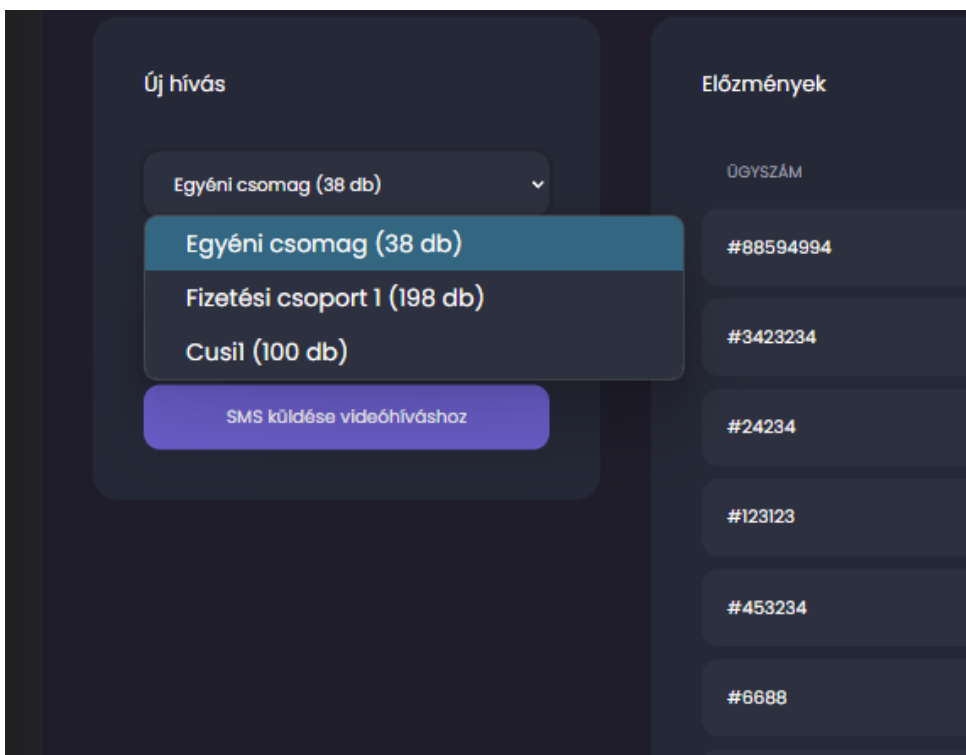 Új hívás
Egyéni csomag (38 db)
Egyéni csomag (38 db)
Fizetési csoport 1 (198 db)
Cusi1 (100 db)
SMS küldése videóhíváshoz
Előzmények
ÜGYSZÁM
#88594994
#3423234
#24234
#123123
#453234
#6688